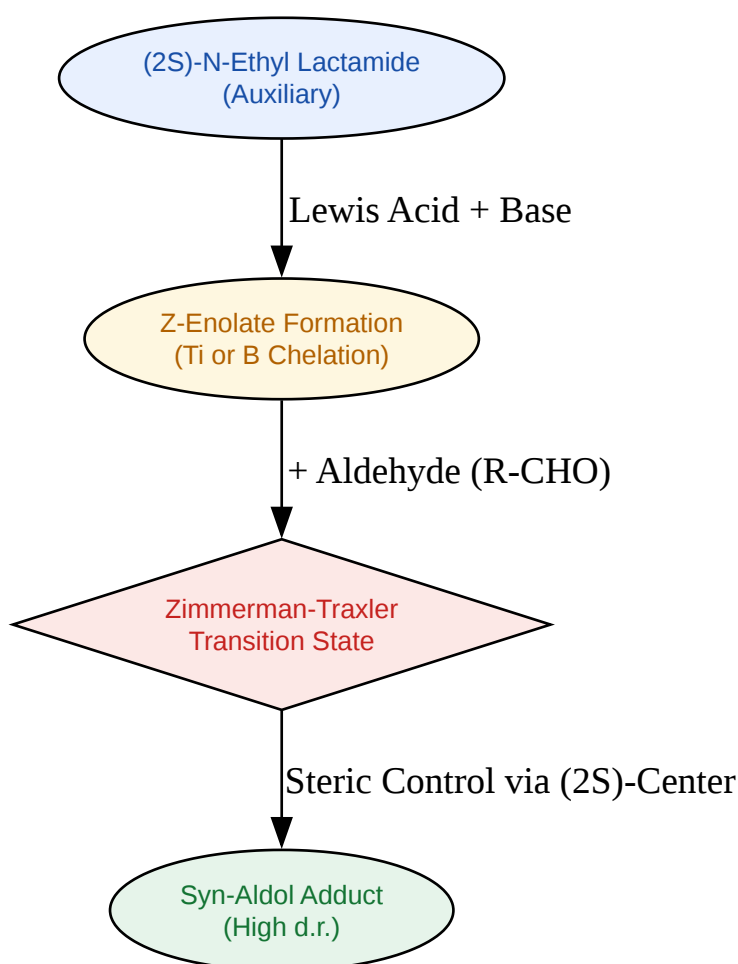 (2S)-N-Ethyl Lactamide
(Auxiliary)
Lewis Acid + Base
Z-Enolate Formation
(Ti or B Chelation)
+ Aldehyde (R-CHO)
Zimmerman-Traxler
Transition State
Steric Control via (2S)-Center
Syn-Aldol Adduct
(High d.r.)